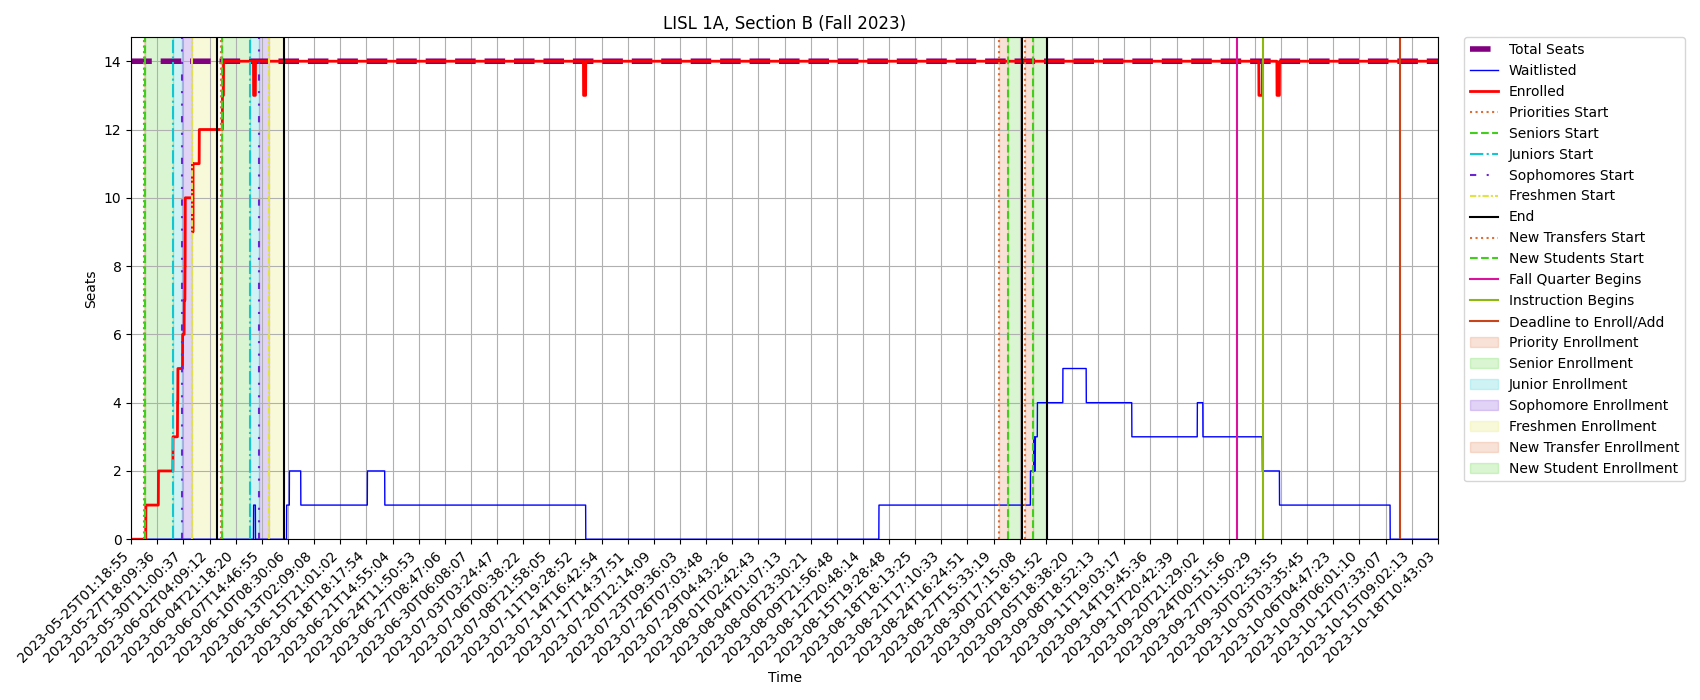 LISL 1A, Section B (Fall 2023)
Seats
14
12
10
8
6
4
2
0
2023-05-25T01:18:53
2023-05-27T18:09:36
2023-05-30T11:00:37
2023-06-02T04:09:12
2023-06-04T21:18:20
2023-06-07T14:46:55
2023-06-10T08:30:06
2023-06-13T02:09:08
2023-06-15T21:01:02
2023-06-18T18:17:54
2023-06-21T14:55:04
2023-06-24T11:50:53
2023-06-27T08:47:06
2023-06-30T06:08:07
2023-07-03T03:24:47
2023-07-06T00:38:22
2023-07-08T21:58:05
2023-07-11T19:28:52
2023-07-14T16:42:54
2023-07-17T14:37:51
2023-07-20T12:14:09
2023-07-23T09:36:03
2023-07-26T07:03:48
2023-07-29T04:43:26
2023-08-01T02:42:43
2023-08-04T01:07:13
2023-08-06T23:30:21
2023-08-09T21:56:48
2023-08-12T20:48:14
2023-08-15T19:28:48
2023-08-18T18:13:25
2023-08-21T17:10:33
2023-08-24T16:24:51
2023-08-27T15:33:19
2023-08-30T17:15:08
2023-09-02T18:51:52
2023-09-05T18:38:20
2023-09-08T18:52:13
2023-09-11T19:03:17
2023-09-14T19:45:36
2023-09-17T20:42:39
2023-09-20T21:29:02
2023-09-24T00:51:56
2023-09-27T01:50:29
2023-09-30T02:53:55
2023-10-03T03:35:45
2023-10-06T04:47:23
2023-10-09T06:01:10
2023-10-12T07:33:07
2023-10-15T09:02:13
2023-10-18T10:43:03
Time
Total Seats
Waitlisted
Enrolled
Priorities Start
Seniors Start
Juniors Start
Sophomores Start
Freshmen Start
End
New Transfers Start
New Students Start
Fall Quarter Begins
Instruction Begins
Deadline to Enroll/Add
Priority Enrollment
Senior Enrollment
Junior Enrollment
Sophomore Enrollment
Freshmen Enrollment
New Transfer Enrollment
New Student Enrollment